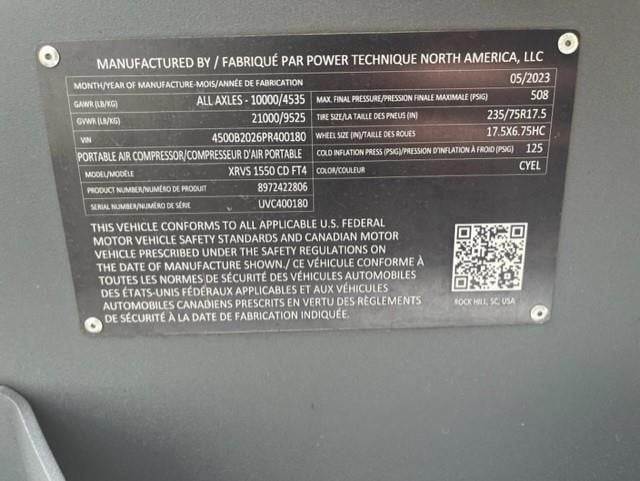 MANUFACTURED BY / FABRIQUÉ PAR POWER TECHNIQUE NORTH AMERICA, LLC
MONTH/YEAR OF MANUFACTURE-MOIS/ANNÉE DE FABRICATION 05/2023
GAWR (LB/KG) ALL AXLES - 10000/4535
GVWR (LB/KG) 21000/9525
VIN 4500B2026PR400180
PORTABLE AIR COMPRESSOR/COMPRESSEUR D'AIR PORTABLE
MODEL/MODÈLE XRVS 1550 CD FT4
PRODUCT NUMBER/NUMÉRO DE PRODUIT 8972422806
SERIAL NUMBER/NUMÉRO DE SÉRIE UVC400180
MAX. FINAL PRESSURE/PRESSION FINALE MAXIMALE (PSIG) 508
TIRE SIZE/LA TAILLE DES PNEUS (IN) 235/75R17.5
WHEEL SIZE (IN)/TAILLE DES ROUES 17.5X6.75HC
COLD INFLATION PRESS (PSIG)/PRESSION D'INFLATION À FROID (PSIG) 125
COLOR/COULEUR CYEL
THIS VEHICLE CONFORMS TO ALL APPLICABLE U.S. FEDERAL
MOTOR VEHICLE SAFETY STANDARDS AND CANADIAN MOTOR
VEHICLE PRESCRIBED UNDER THE SAFETY REGULATIONS ON
THE DATE OF MANUFACTURE SHOWN./ CE VÉHICULE CONFORME À
TOUTES LES NORMES DE SÉCURITÉ DES VÉHICULES AUTOMOBILES
DES ÉTATS-UNIS FÉDÉRAUX APPLICABLES ET AUX
AUTOMOBILES CANADIENS PRESCRITS EN VERTU DES RÈGLEMENTS
DE SÉCURITÉ À LA DATE DE FABRICATION INDIQUÉE.
ROCK HILL, SC, USA